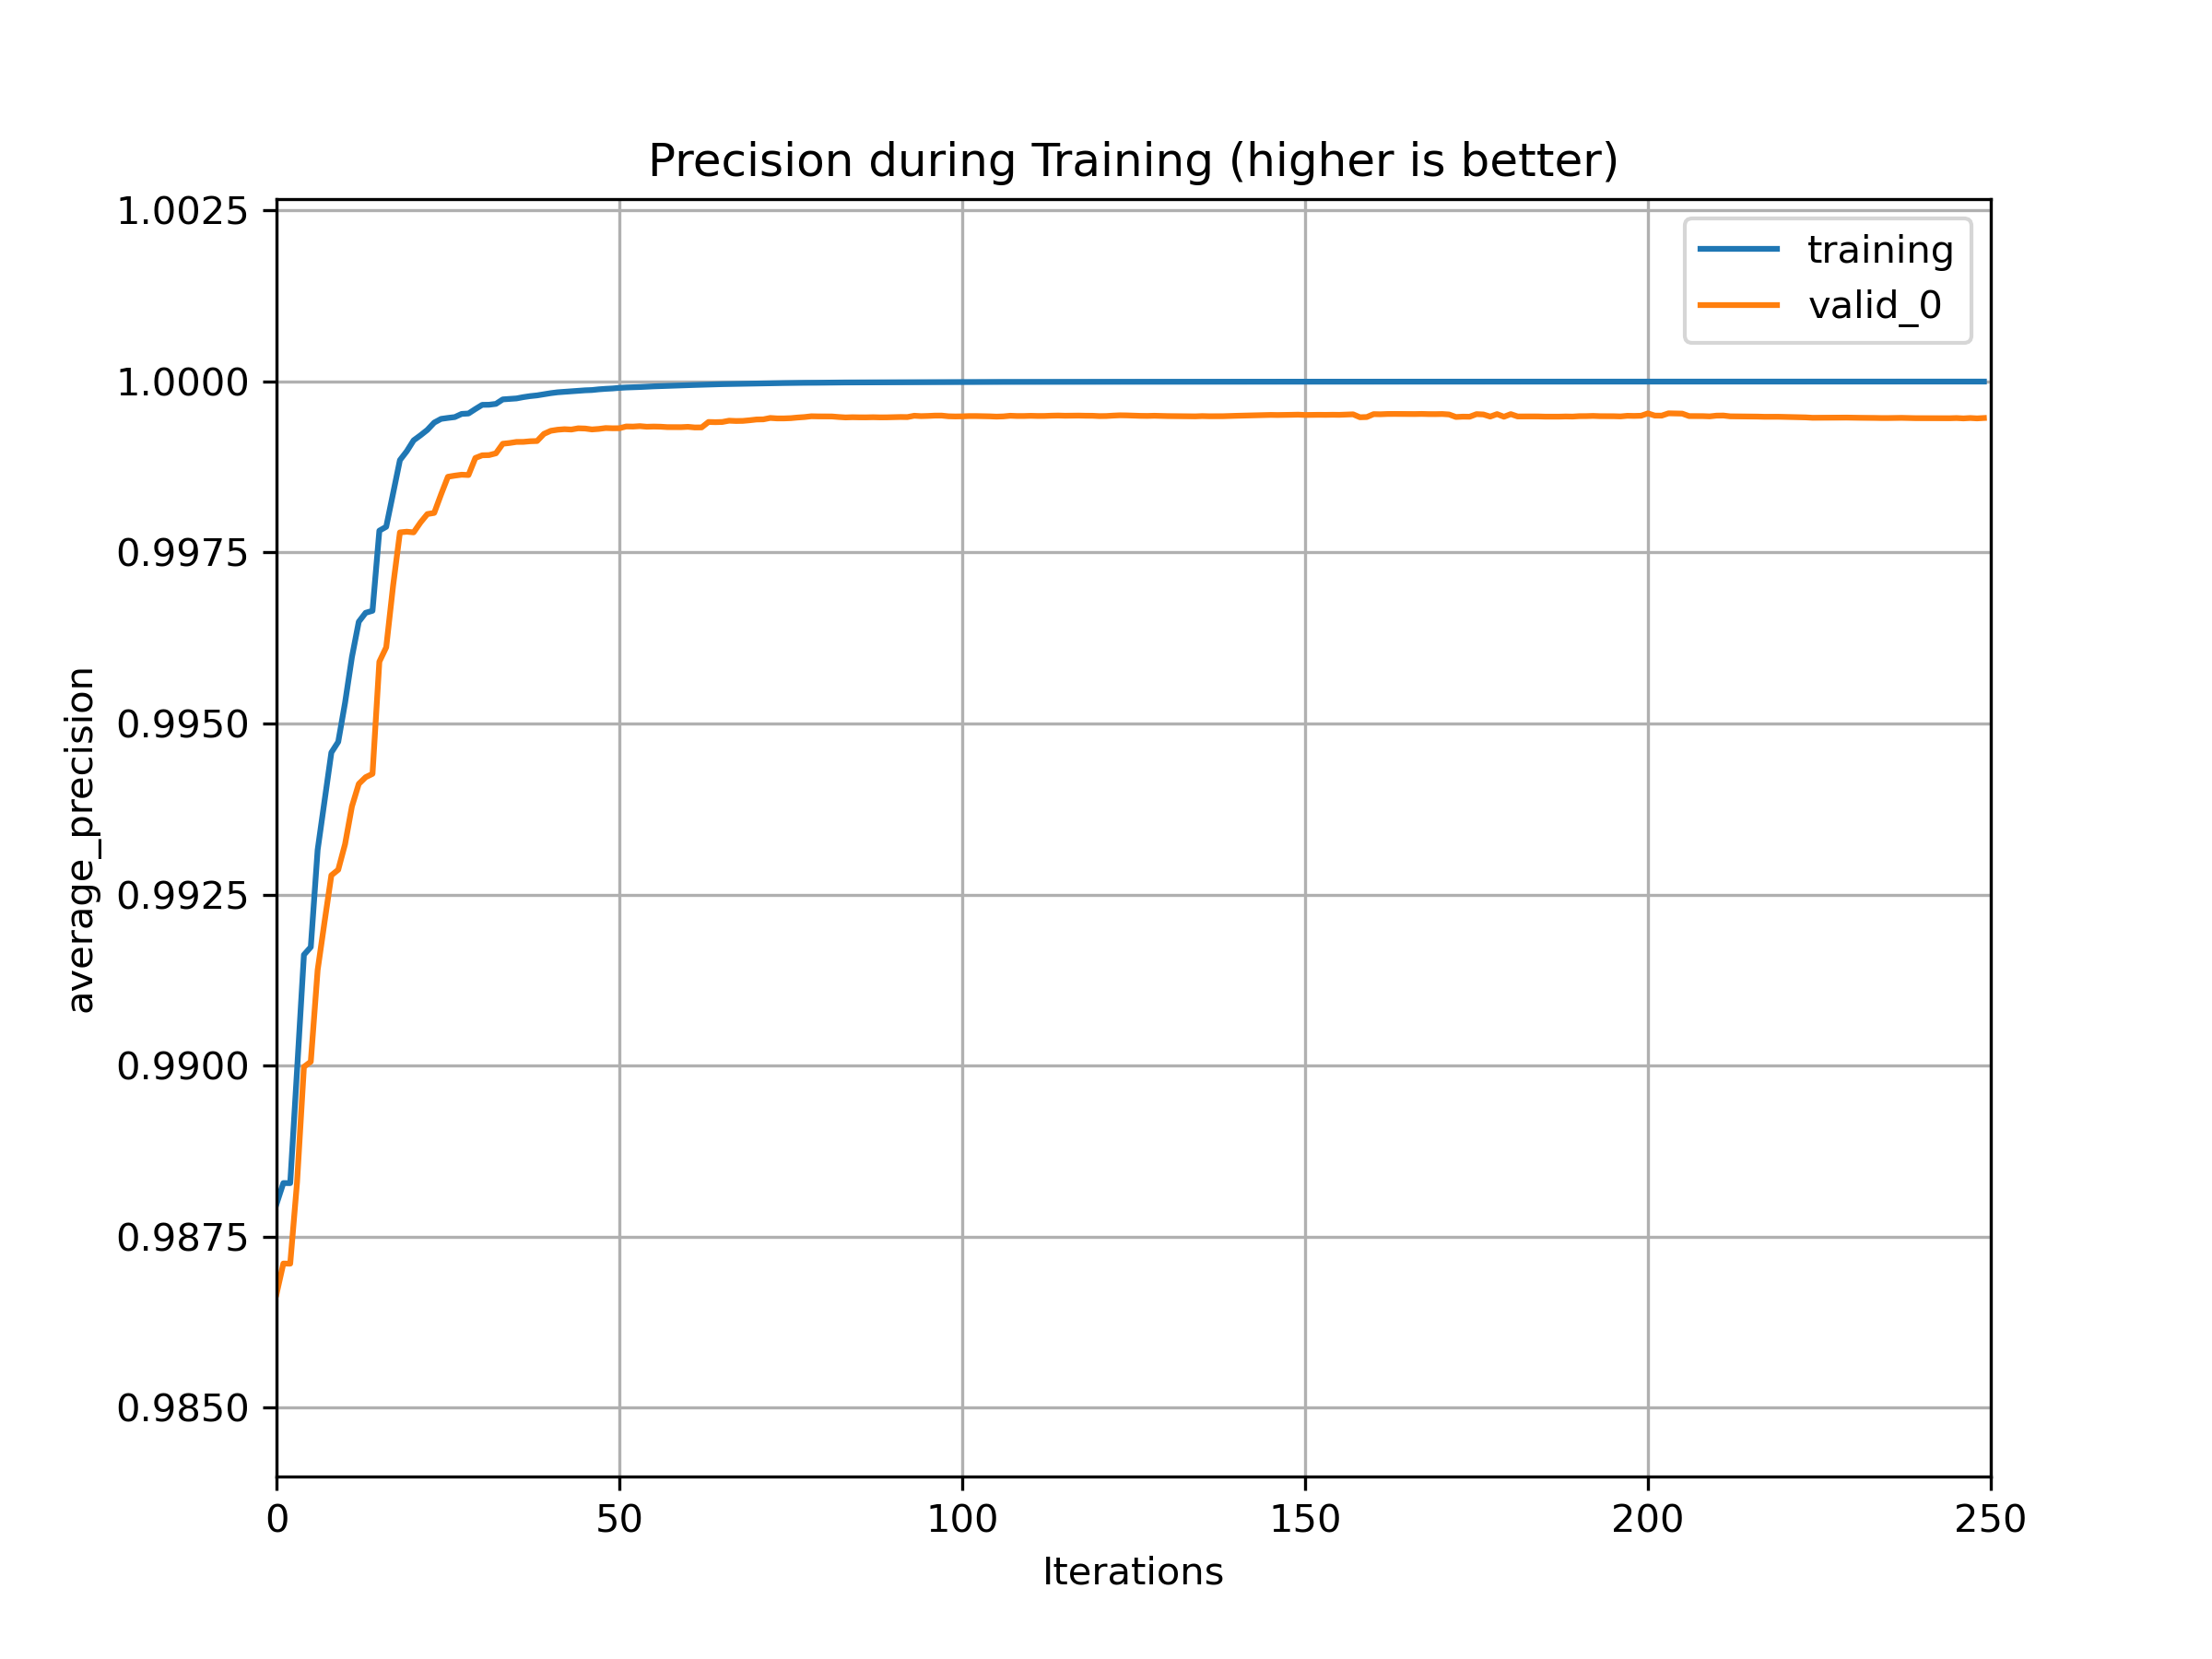 Precision during Training (higher is better)
1.0025
1.0000
0.9975
0.9950
0.9925
0.9900
0.9875
0.9850
average_precision
training
valid_0
0 50 100 150 200 250
Iterations